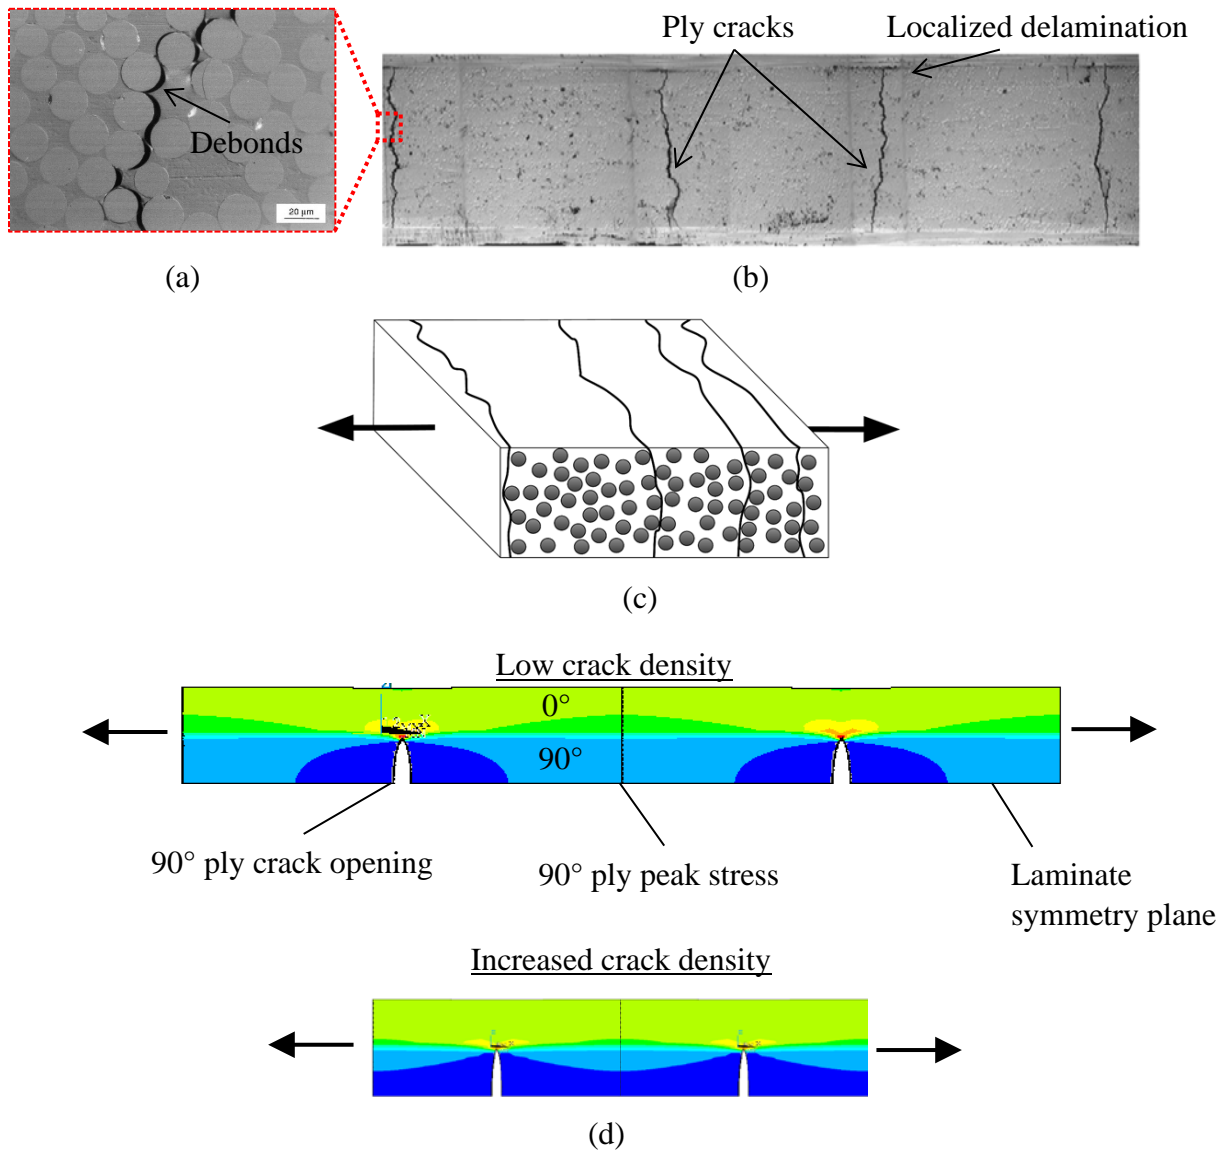 Ply cracks
Localized delamination
Debonds
20 µm
(a)
(b)
(c)
Low crack density
0°
90°
90° ply crack opening
90° ply peak stress
Laminate
symmetry plane
Increased crack density
(d)